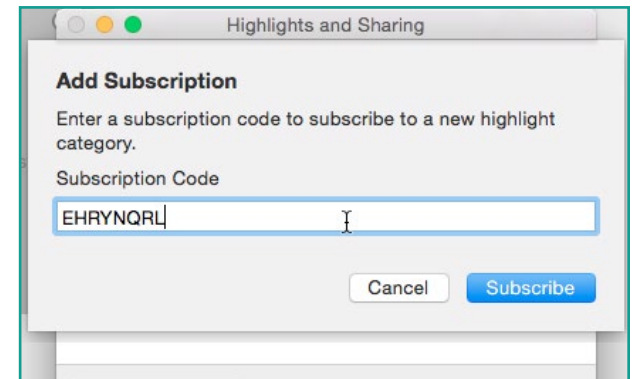 Highlights and Sharing
Add Subscription
Enter a subscription code to subscribe to a new highlight
category.
Subscription Code
EHRYNQRL
Cancel
Subscribe